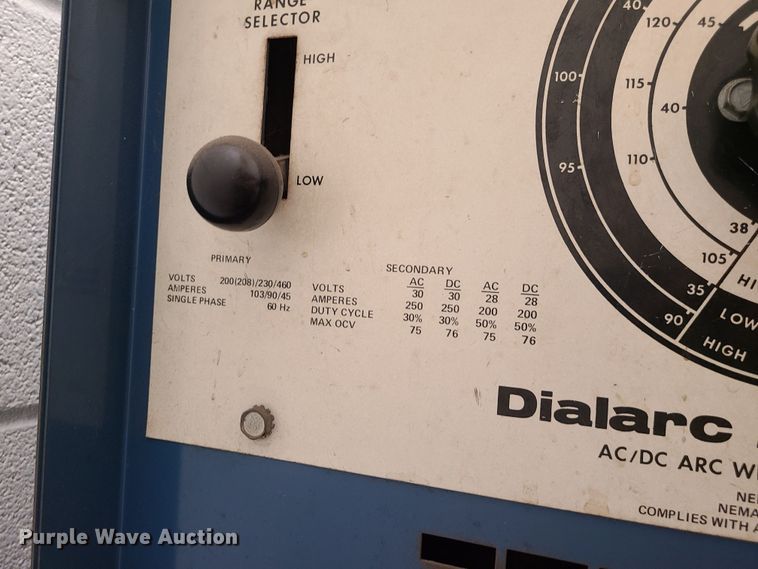 RANGE
SELECTOR
HIGH
LOW
40
120
45
100
115
40
95
110
38
105
35
90
LOW
HIGH
PRIMARY
VOLTS 200(208)/230/460
AMPERES 103/90/45
SINGLE PHASE 60 Hz
SECONDARY
AC DC AC DC
VOLTS 30 30 28 28
AMPERES 250 250 200 200
DUTY CYCLE 30% 30% 50% 50%
MAX OCV 75 76 75 76
Dialarc
AC/DC ARC
NEMA
COMPLIES WITH
Purple Wave Auction